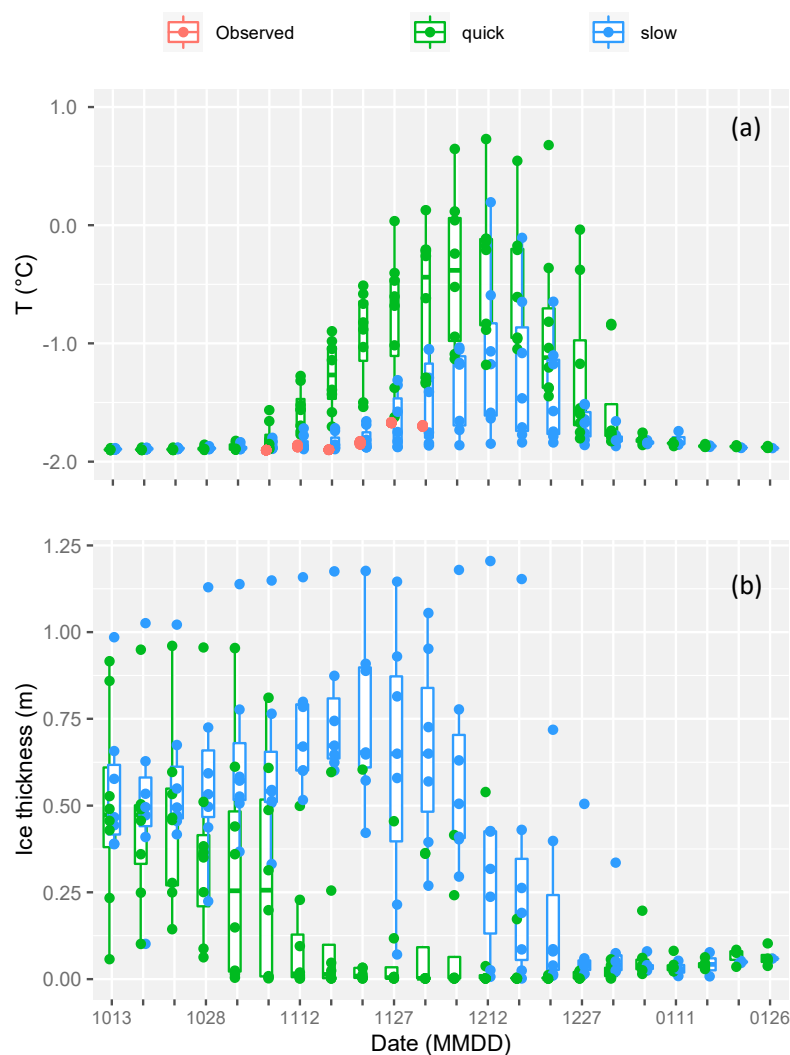 Observed quick slow
(a)
1.0
0.0
-1.0
-2.0
T (°C)
(b)
1.25
1.00
0.75
0.50
0.25
0.00
Ice thickness (m)
1013 1028 1112 1127 1212 1227 0111 0126
Date (MMDD)